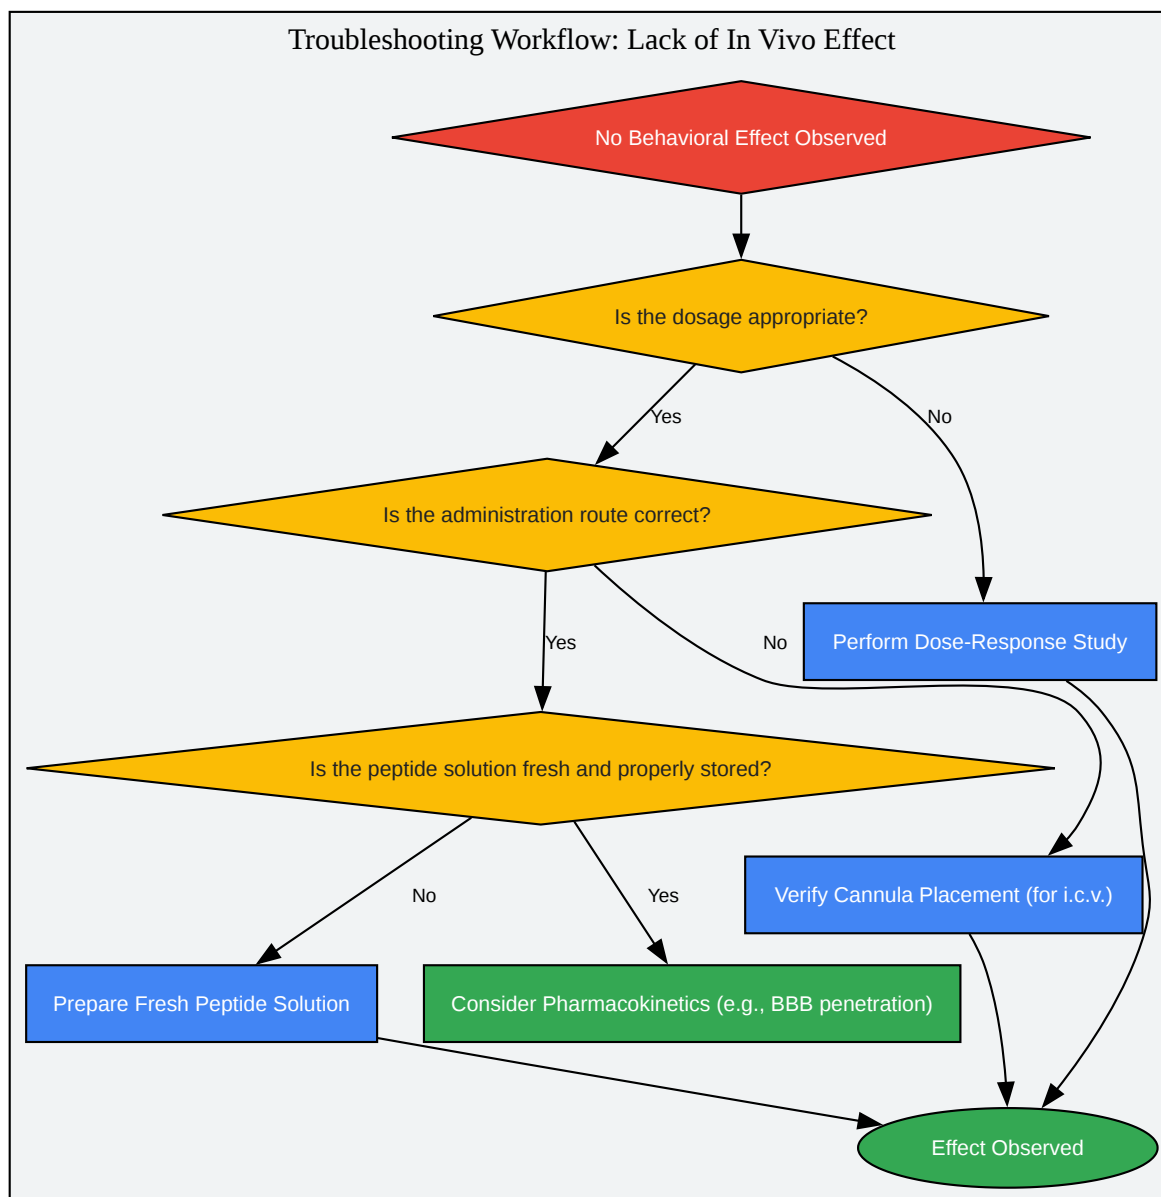 Troubleshooting Workflow: Lack of In Vivo Effect
No Behavioral Effect Observed
Is the dosage appropriate?
Yes
No
Is the administration route correct?
Yes
No
Perform Dose-Response Study
Is the peptide solution fresh and properly stored?
No
Yes
Verify Cannula Placement (for i.c.v.)
Prepare Fresh Peptide Solution
Consider Pharmacokinetics (e.g., BBB penetration)
Effect Observed